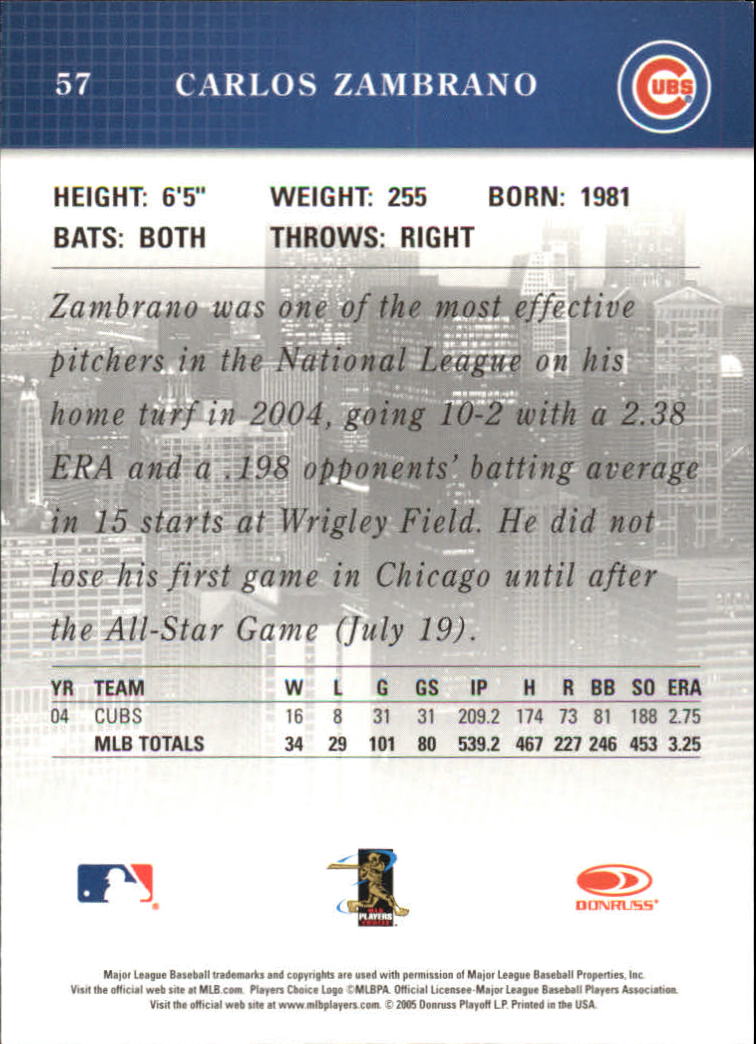 57 CARLOS ZAMBRANO
CUBS
HEIGHT: 6'5" WEIGHT: 255 BORN: 1981
BATS: BOTH THROWS: RIGHT
Zambrano was one of the most effective
pitchers in the National League on his
home turf in 2004, going 10-2 with a 2.38
ERA and a .198 opponents' batting average
in 15 starts at Wrigley Field. He did not
lose his first game in Chicago until after
the All-Star Game (July 19).
YR TEAM W L G GS IP H R BB SO ERA
04 CUBS 16 8 31 31 209.2 174 73 81 188 2.75
MLB TOTALS 34 29 101 80 539.2 467 227 246 453 3.25
MLB
PLAYERS
CHOICE
DONRUSS
Major League Baseball trademarks and copyrights are used with permission of Major League Baseball Properties, Inc.
Visit the official web site at MLB.com. Players Choice Logo ©MLBPA. Official Licensee-Major League Baseball Players Association.
Visit the official web site at www.mlbplayers.com. © 2005 Donruss Playoff L.P. Printed in the USA.